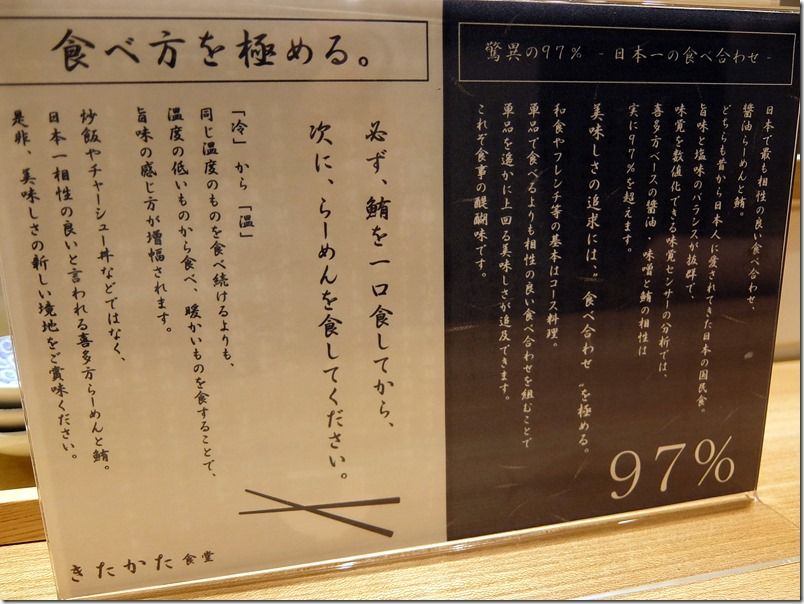 驚異の97% - 日本一の食べ合わせ -
日本で最も相性の良い食べ合わせ、
醤油らーめんと鮪。
どちらも昔から日本人に愛されてきた日本の国民食。
旨味と塩味のバランスが抜群で、
味覚を数値化できる味覚センサーの分析では、
喜多方ベースの醤油、味噌と鮪の相性は
実に97%を超えます。
美味しさの追求には、〝食べ合わせ〟を極める。
和食やフレンチ等の基本はコース料理。
単品で食べるよりも相性の良い食べ合わせを組むことで
単品を遥かに上回る美味しさが追及できます。
これぞ食事の醍醐味です。
97%
食べ方を極める。
必ず、鮪を一口食してから、
次に、らーめんを食してください。
「冷」から「温」
同じ温度のものを食べ続けるよりも、
温度の低いものから食べ、暖かいものを食することで、
旨味の感じ方が増幅されます。
炒飯やチャーシュー丼などではなく、
日本一相性の良いと言われる喜多方らーめんと鮪。
是非、美味しさの新しい境地をご賞味ください。
きたかた食堂